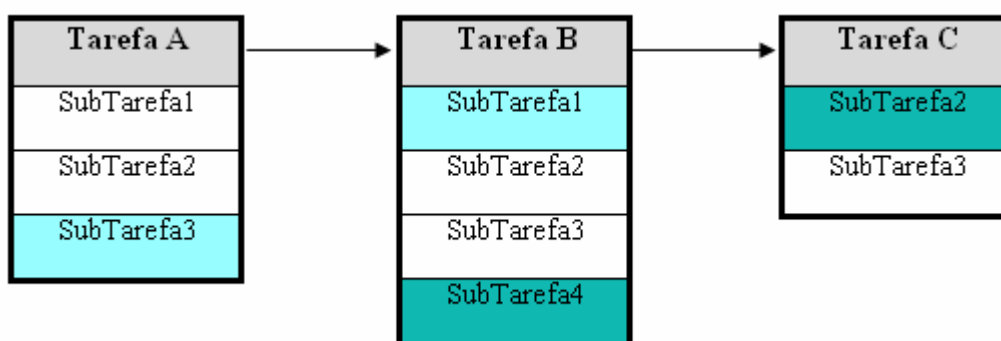 Tarefa A
SubTarefa1
SubTarefa2
SubTarefa3
Tarefa B
SubTarefa1
SubTarefa2
SubTarefa3
SubTarefa4
Tarefa C
SubTarefa2
SubTarefa3